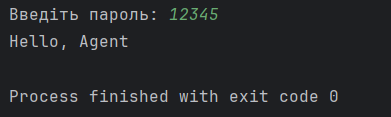 Введіть пароль: 12345
Hello, Agent
Process finished with exit code 0